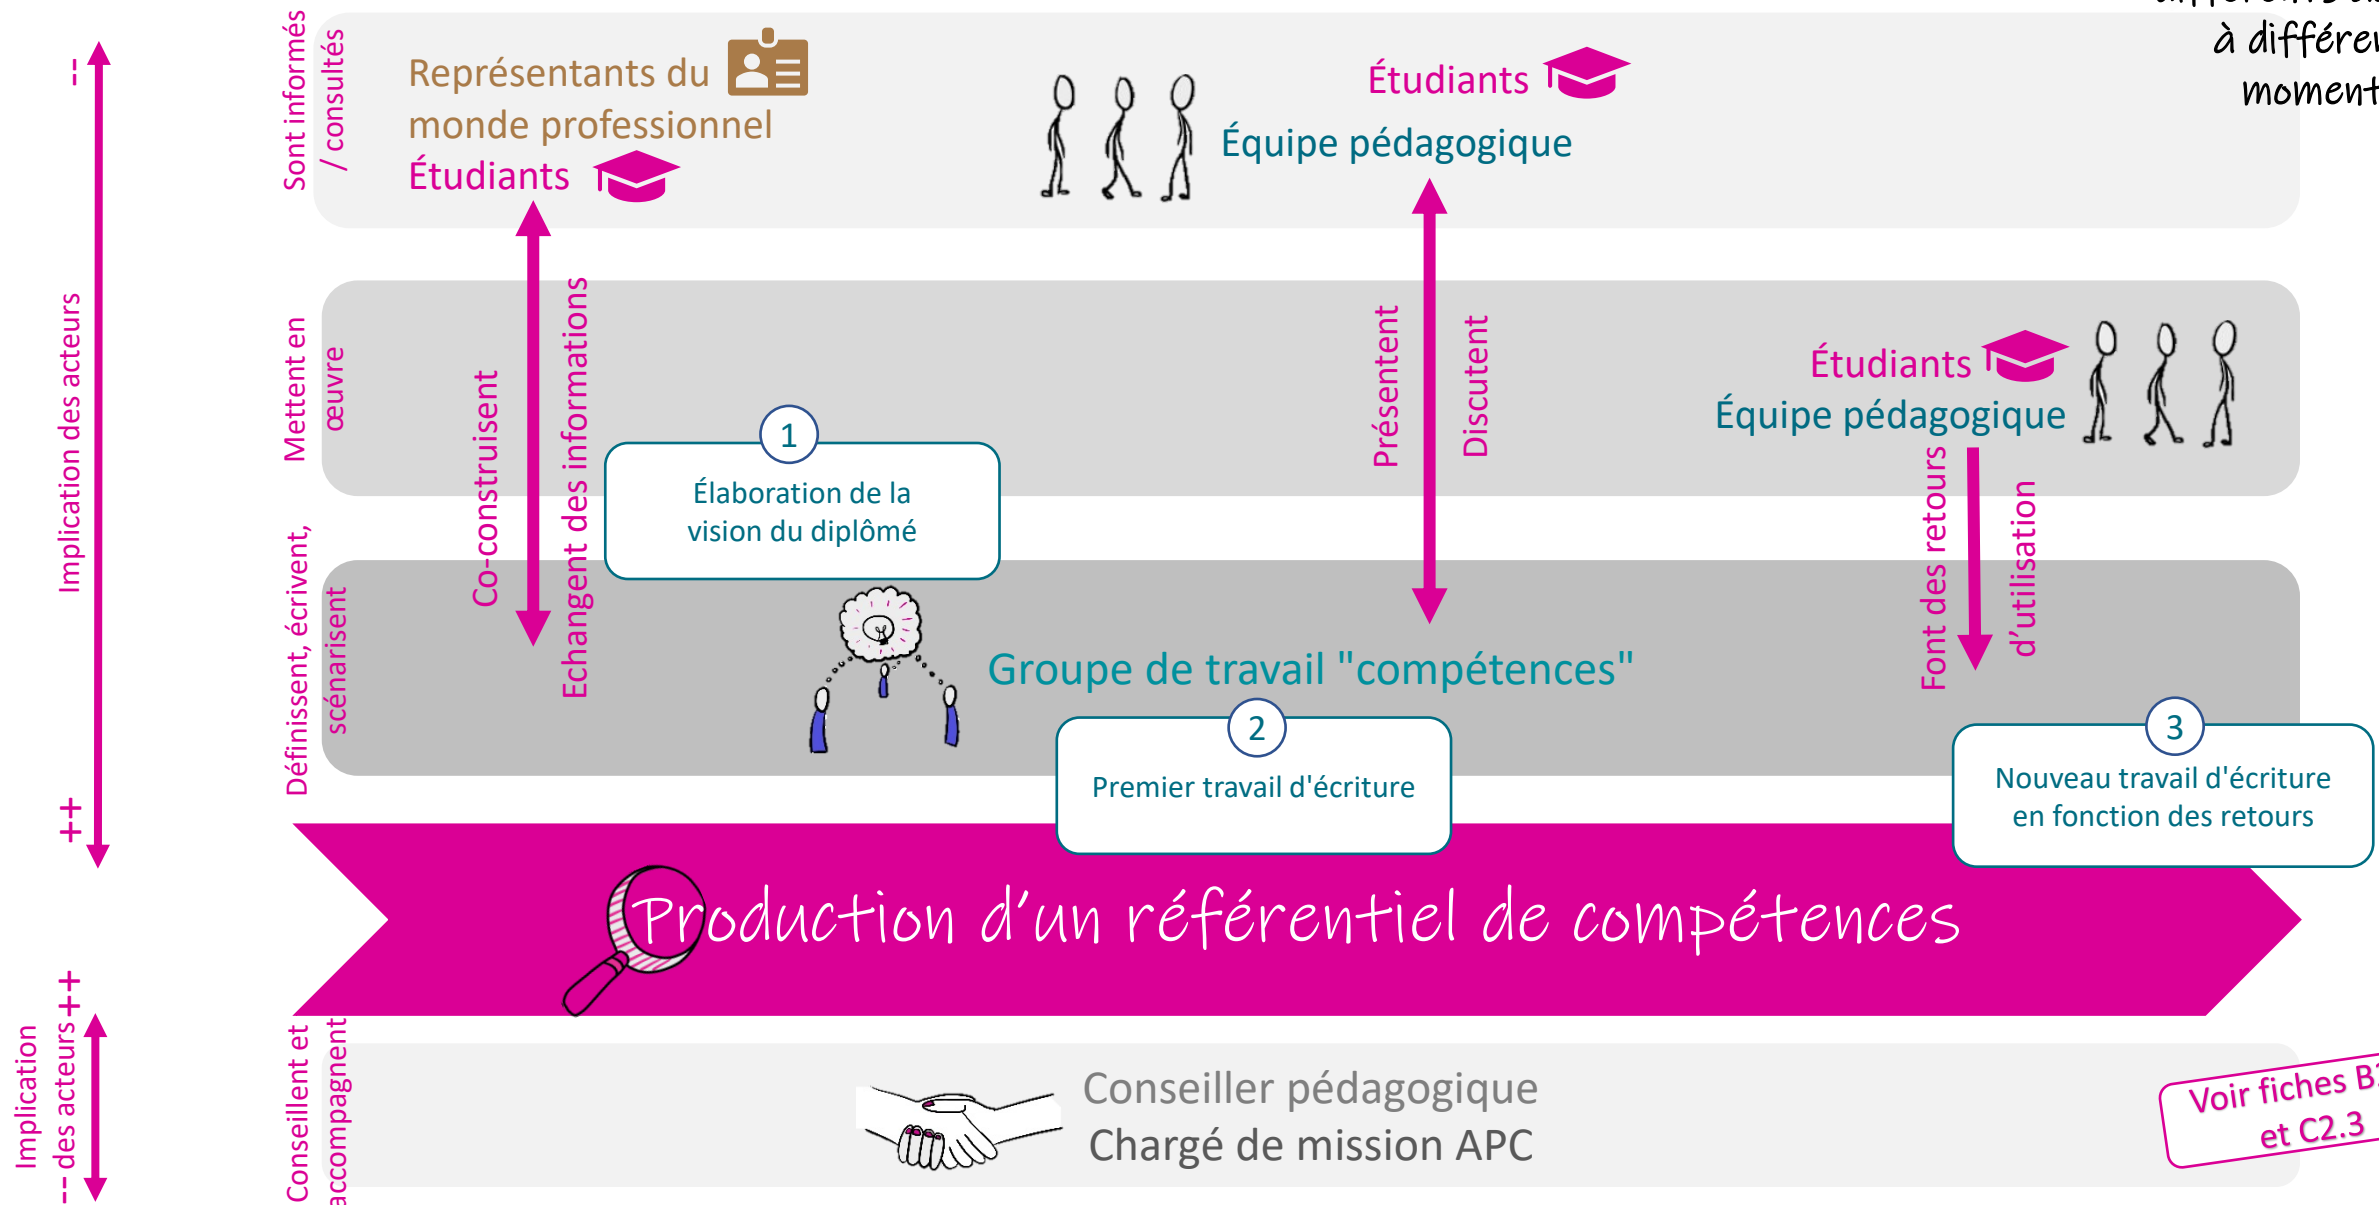 à différen
moment
Sont informés
/ consultés
--
Représentants du
monde professionnel
Étudiants
Étudiants
Équipe pédagogique
Implication des acteurs
++
Mettent en
œuvre
Co-construisent
Echangent des informations
1
Élaboration de la
vision du diplômé
Présentent
Discutent
Étudiants
Équipe pédagogique
Font des retours
d’utilisation
Définissent, écrivent,
scénarisent
Groupe de travail "compétences"
2
Premier travail d'écriture
3
Nouveau travail d'écriture
en fonction des retours
Production d’un référentiel de compétences
Implication
-- des acteurs ++
Conseillent et
accompagnent
Conseiller pédagogique
Chargé de mission APC
Voir fiches B
et C2.3